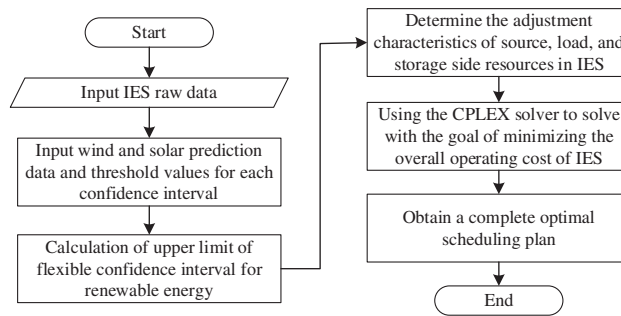 Start
Input IES raw data
Input wind and solar prediction
data and threshold values for each
confidence interval
Calculation of upper limit of
flexible confidence interval for
renewable energy
Determine the adjustment
characteristics of source, load, and
storage side resources in IES
Using the CPLEX solver to solve
with the goal of minimizing the
overall operating cost of IES
Obtain a complete optimal
scheduling plan
End